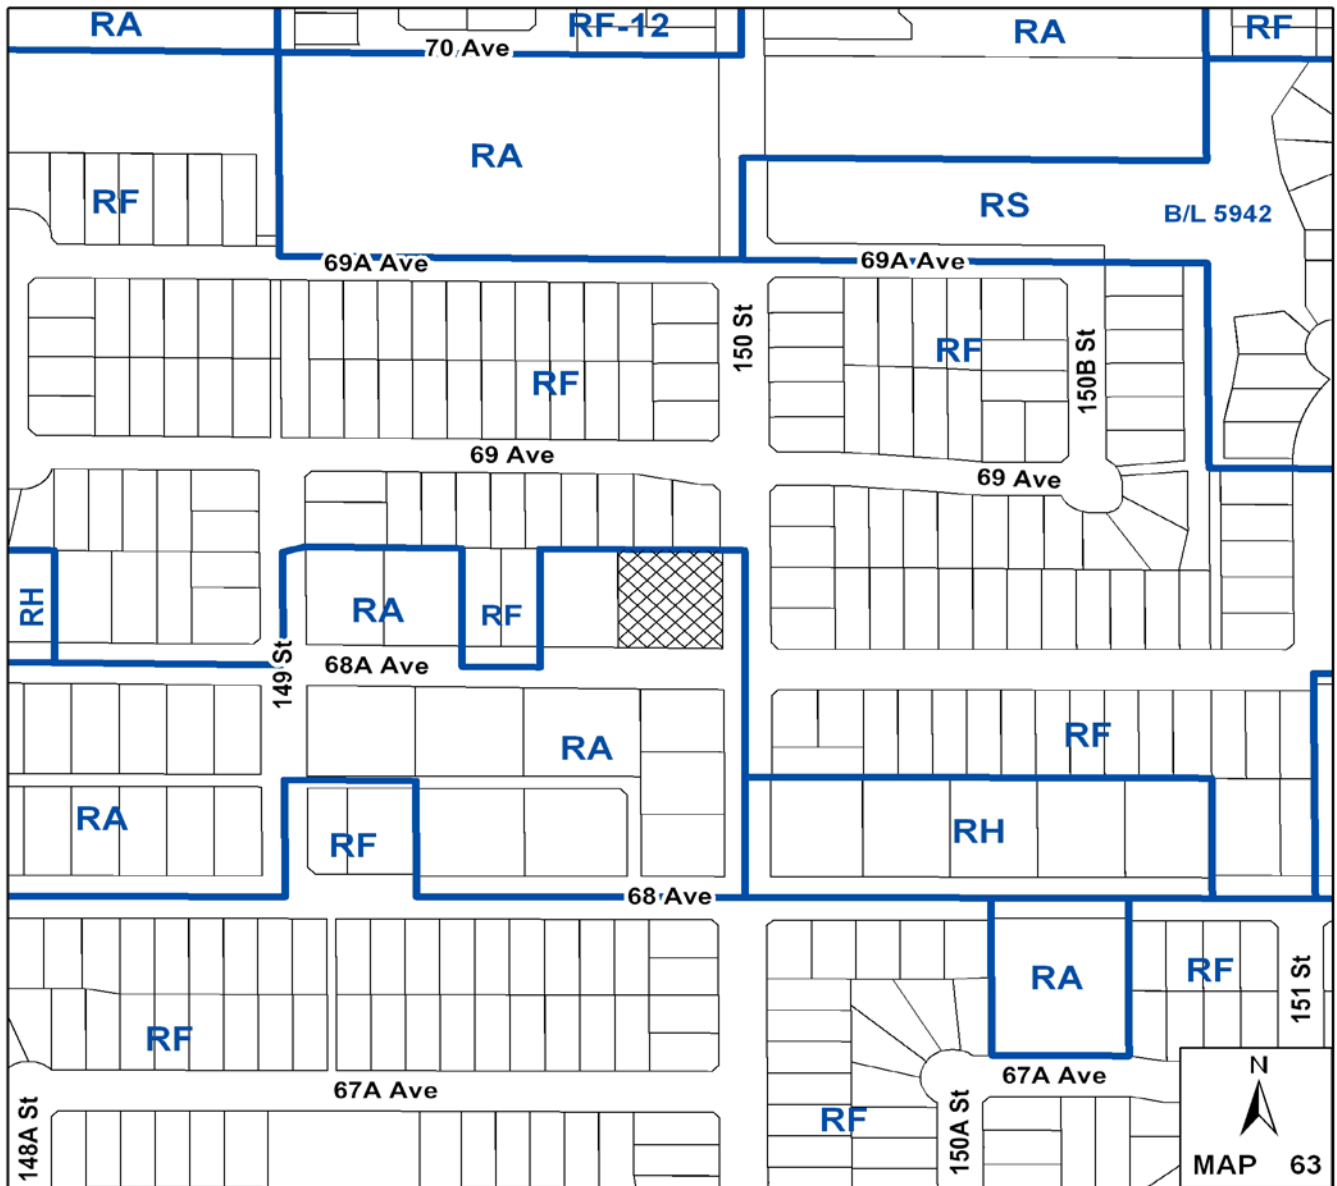 RA
RF-12
RA
RF
70 Ave
RA
RF
RS
B/L 5942
69A Ave
69A Ave
150 St
RF
150B St
RF
69 Ave
69 Ave
RH
RA
RF
149 St
68A Ave
RF
RA
RA
RH
RF
68 Ave
RA
RF
151 St
RF
67A Ave
67A Ave
N
148A St
RF
150A St
MAP 63